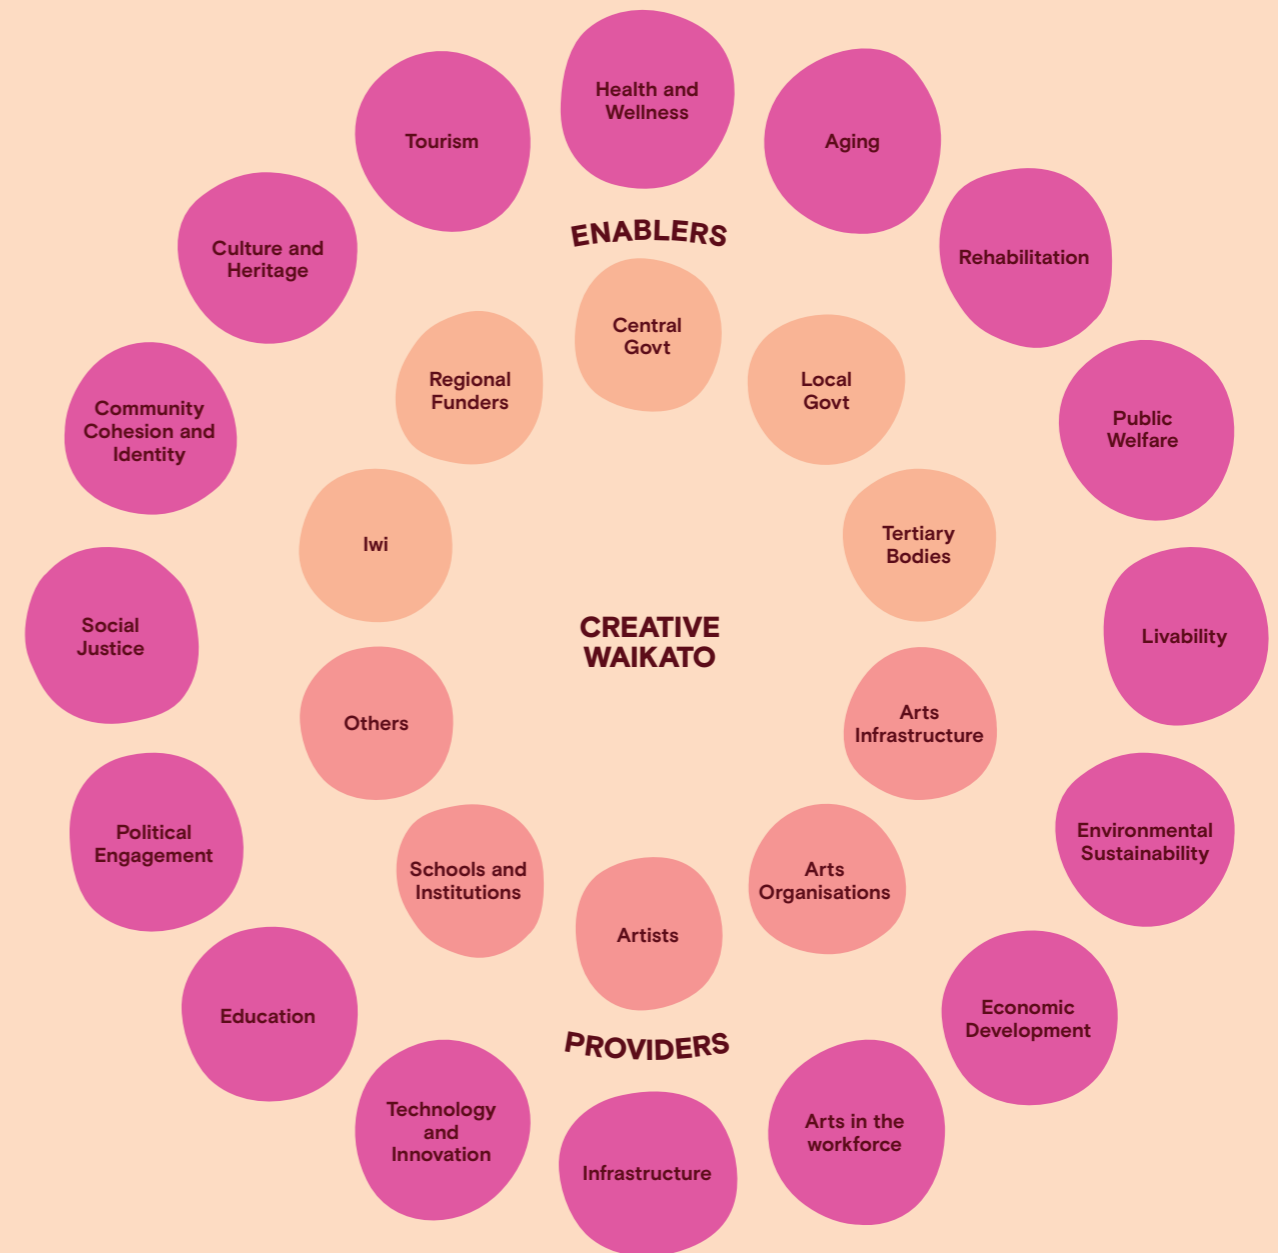 Health and
Wellness
Tourism
Aging
ENABLERS
Culture and
Heritage
Rehabilitation
Central
Govt
Regional
Funders
Local
Govt
Community
Cohesion and
Identity
Public
Welfare
Iwi
Tertiary
Bodies
Social
Justice
CREATIVE
WAIKATO
Livability
Others
Arts
Infrastructure
Political
Engagement
Environmental
Sustainability
Schools and
Institutions
Arts
Organisations
Artists
Education
Economic
Development
PROVIDERS
Technology
and
Innovation
Arts in the
workforce
Infrastructure